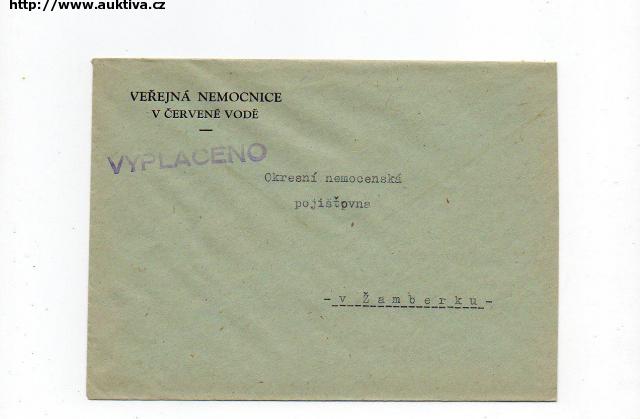 http://www.auktiva.cz
VEŘEJNÁ NEMOCNICE
V ČERVENÉ VODĚ
VYPLACENO
Okresní nemocenská
pojišťovna
- v Žamberku -